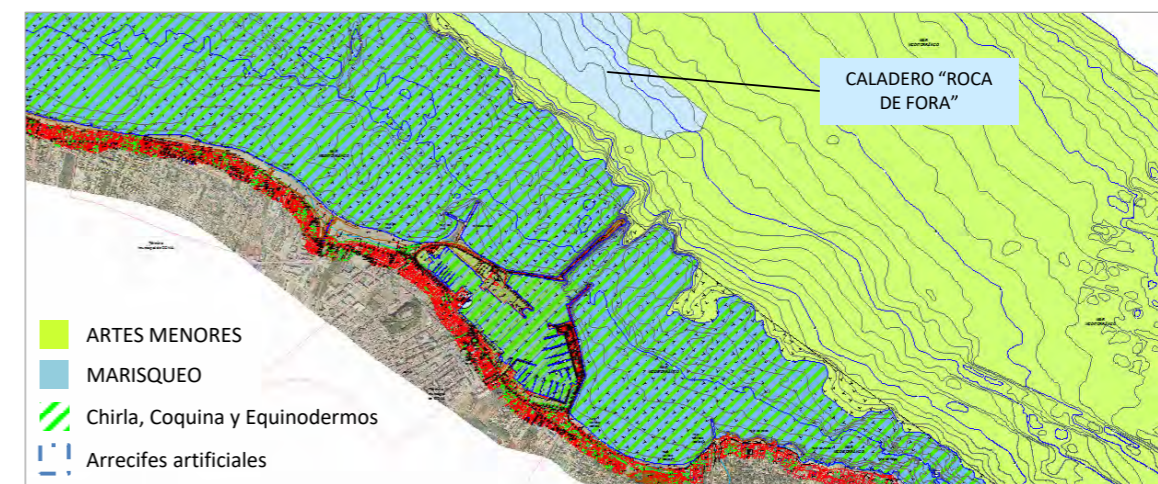 CALADERO “ROCA
DE FORA”
ARTES MENORES
MARISQUEO
Chirla, Coquina y Equinodermos
Arrecifes artificiales